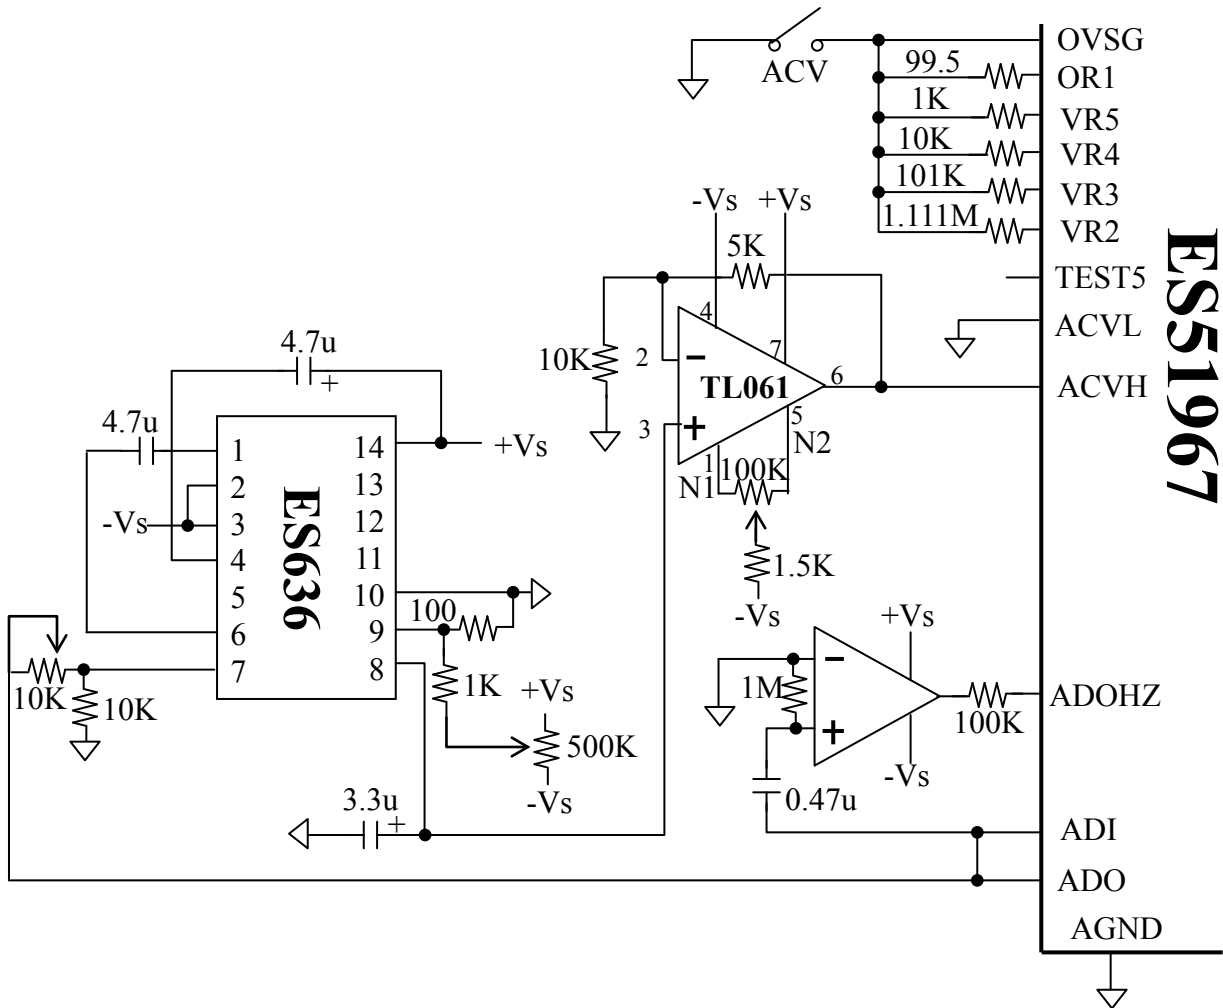 OVSG
ACV
99.5
OR1
1K
VR5
10K
VR4
101K
VR3
-Vs
+Vs
1.111M
VR2
5K
TEST5
4
ACVL
4.7u
10K
2
7
−
TL061
6
ACVH
+
4.7u
3
+
5
N2
1
14
+Vs
1
100K
N1
2
13
-Vs
3
12
4
11
1.5K
5
10
100
-Vs
6
9
+Vs
7
8
−
10K
10K
1K
+Vs
1M
ADOHZ
100K
+
500K
-Vs
-Vs
3.3u
+
0.47u
ADI
ADO
AGND
ES636
ES51967